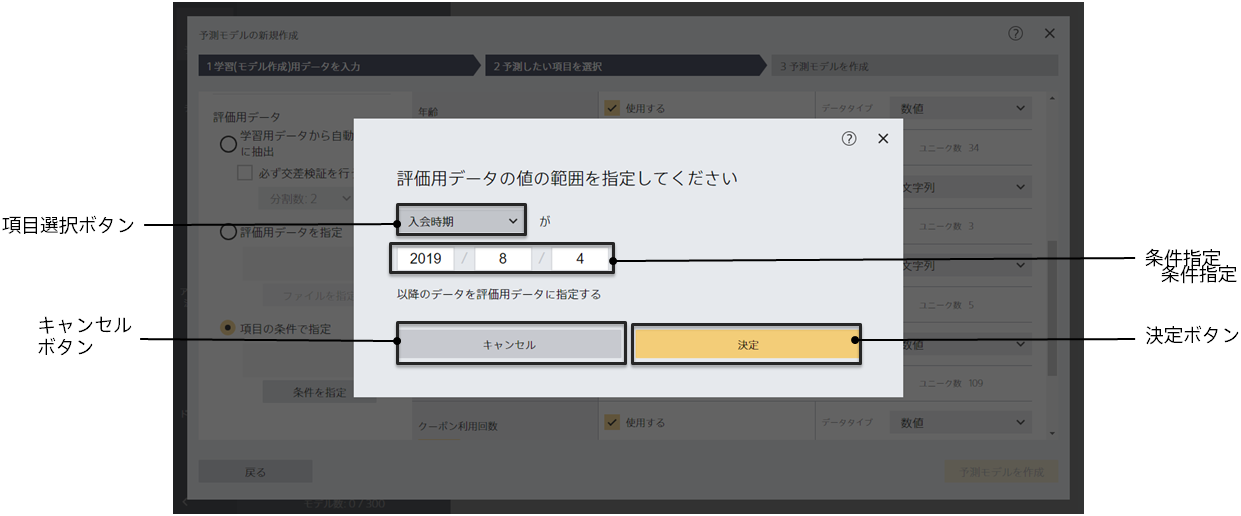 予測モデルの新規作成
1 学習(モデル作成)用データを入力
2 予測したい項目を選択
3 予測モデルを作成
評価用データ
学習用データから自動
に抽出
必ず交差検証を行
分割数: 2
評価用データを指定
ファイルを指
項目の条件で指定
条件を指定
年齢
使用する
データタイプ
数値
ユニーク数 34
文字列
ユニーク数 3
文字列
ユニーク数 5
数値
ユニーク数 109
クーポン利用回数
使用する
データタイプ
数値
評価用データの値の範囲を指定してください
入会時期
が
2019 / 8 / 4
以降のデータを評価用データに指定する
キャンセル
決定
項目選択ボタン
キャンセル
ボタン
条件指定
条件指定
決定ボタン
戻る
予測モデルを作成
モデル数: 0 / 300